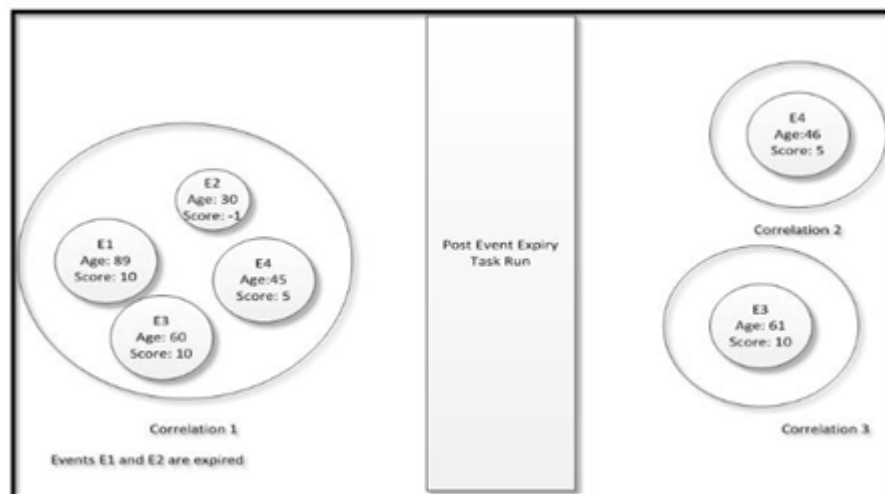 E2
Age: 30
Score: -1
E1
Age: 89
Score: 10
E4
Age:45
Score: 5
E3
Age: 60
Score: 10
Correlation 1
Events E1 and E2 are expired
Post Event Expiry
Task Run
E4
Age:46
Score: 5
Correlation 2
E3
Age: 61
Score: 10
Correlation 3